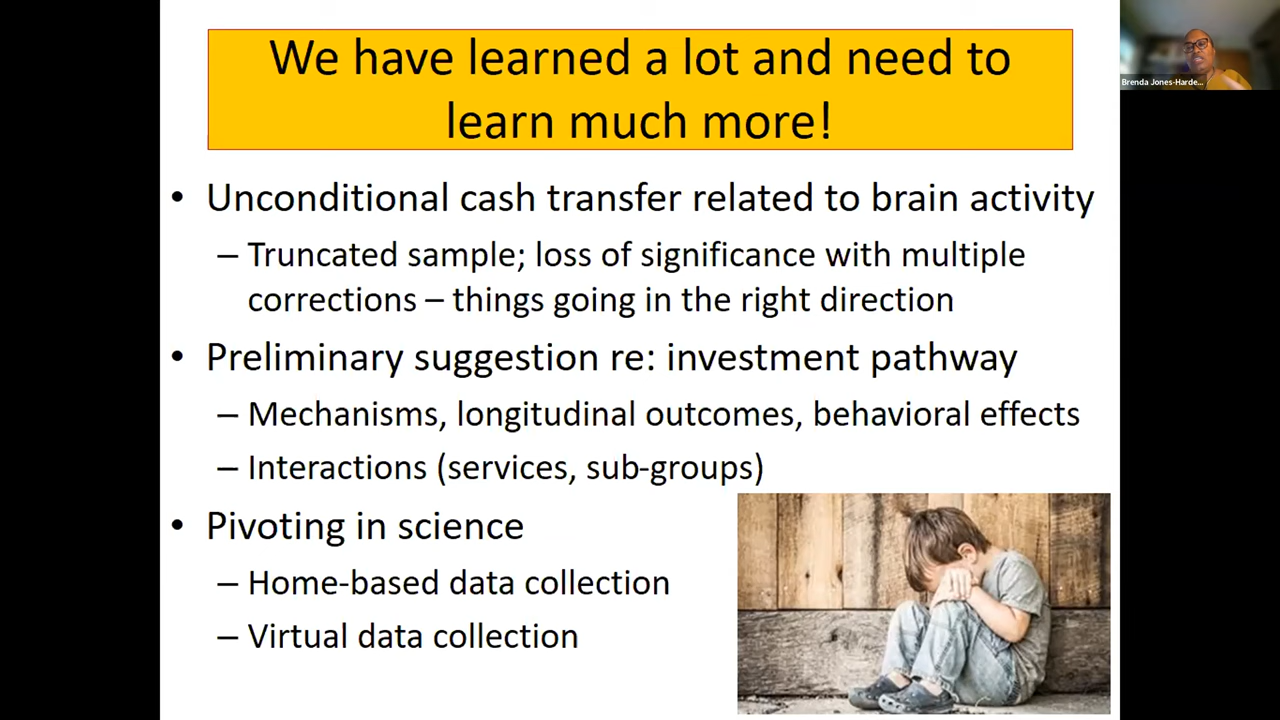 We have learned a lot and need to
learn much more!
• Unconditional cash transfer related to brain activity
– Truncated sample; loss of significance with multiple
corrections – things going in the right direction
• Preliminary suggestion re: investment pathway
– Mechanisms, longitudinal outcomes, behavioral effects
– Interactions (services, sub-groups)
• Pivoting in science
– Home-based data collection
– Virtual data collection
Brenda Jones-Harde...